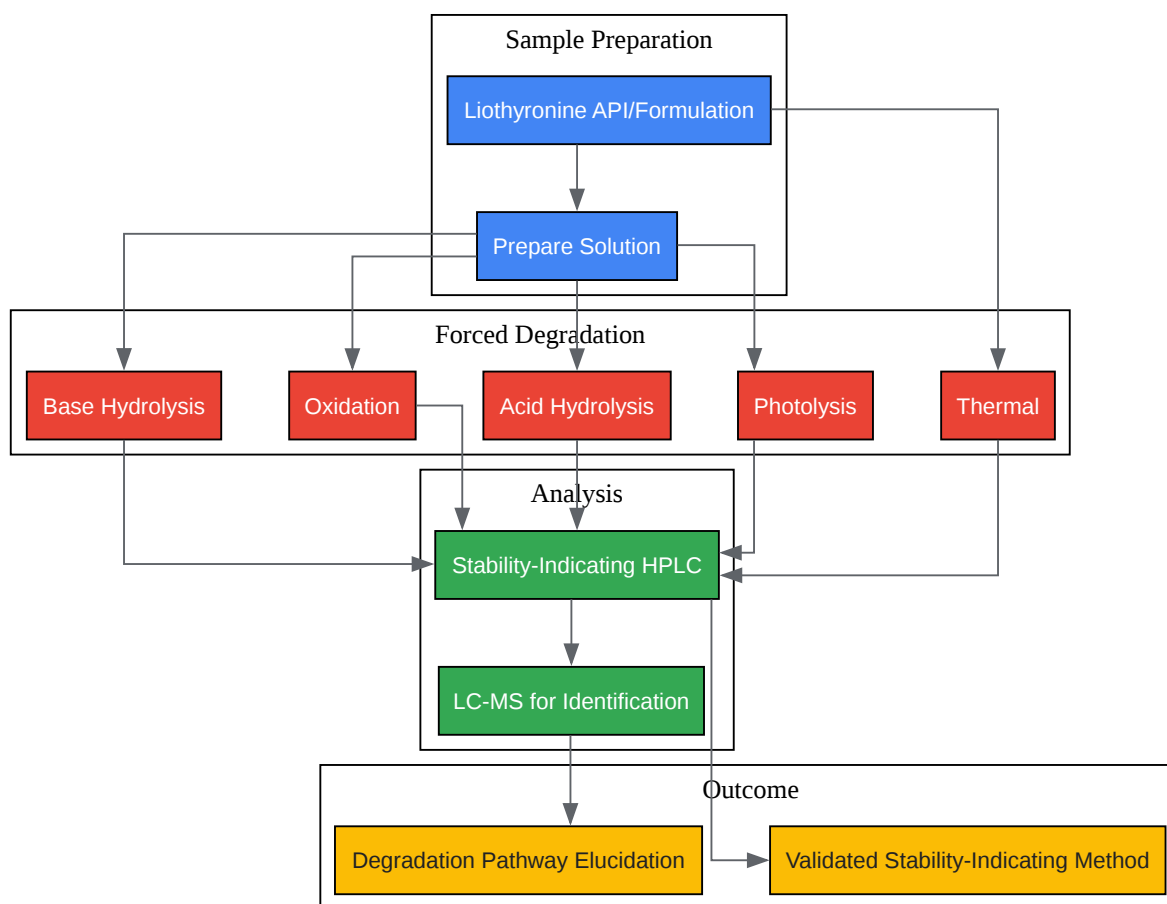 Sample Preparation
Liothyronine API/Formulation
Prepare Solution
Forced Degradation
Base Hydrolysis
Oxidation
Acid Hydrolysis
Photolysis
Thermal
Analysis
Stability-Indicating HPLC
LC-MS for Identification
Outcome
Degradation Pathway Elucidation
Validated Stability-Indicating Method